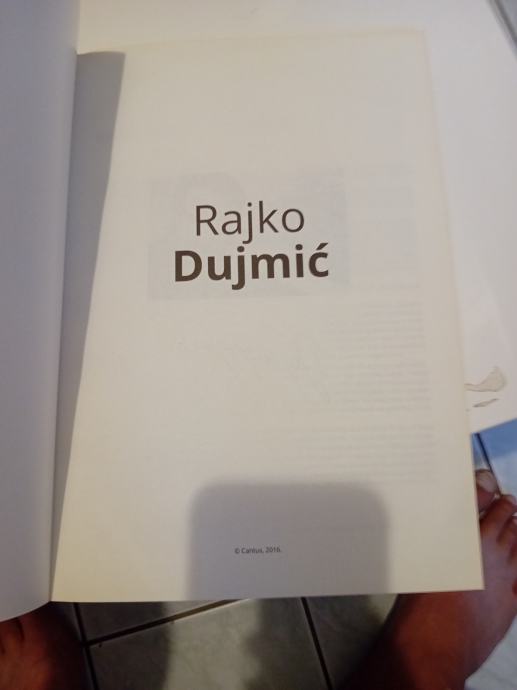 Rajko
Dujmić
© Cantus, 2016.